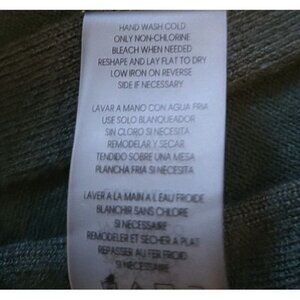 HAND WASH COLD
ONLY NON-CHLORINE
BLEACH WHEN NEEDED
RESHAPE AND LAY FLAT TO DRY
LOW IRON ON REVERSE
SIDE IF NECESSARY
LAVAR A MANO CON AGUA FRIA
USE SOLO BLANQUEADOR
SIN CLORO SI NECESITA
REMODELAR Y SECAR
TENDIDO SOBRE UNA MESA
PLANCHA FRIA SI NECESITA
LAVER A LA MAIN A L EAU FROIDE
BLANCHIR SANS CHLORE
SI NECESSAIRE
REMODELER ET SECHER A PLAT
REPASSER AU FER FROID
SI NECESSAIRE